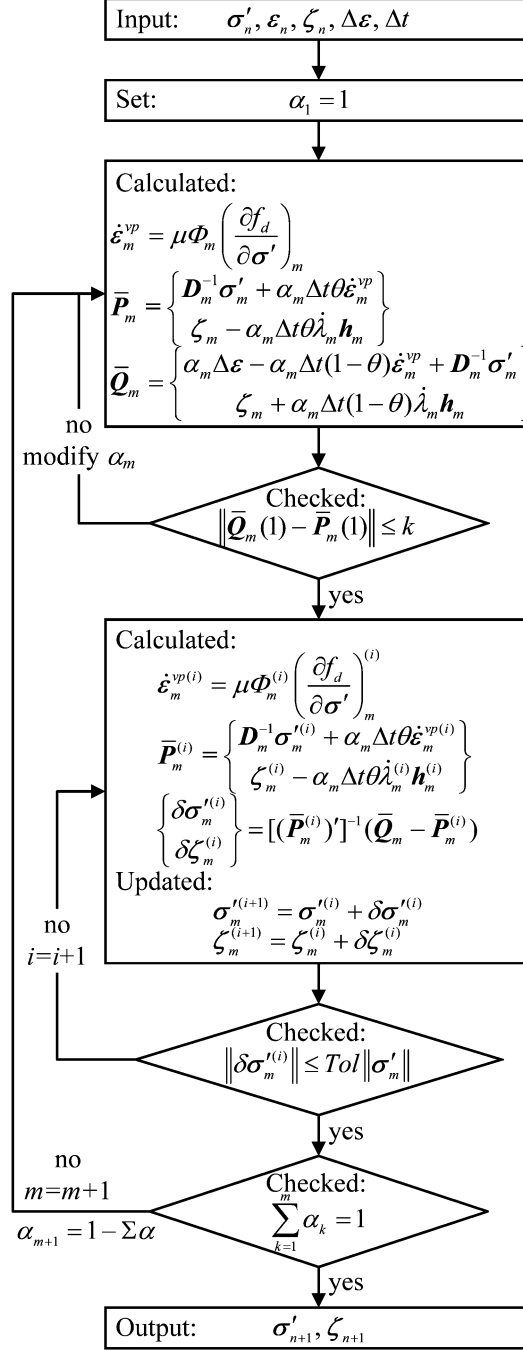 Input: σ′ₙ, εₙ, ζₙ, Δε, Δt
Set: α₁ = 1
Calculated:
ε̇ₘᵛᵖ = μΦₘ (∂f_d / ∂σ′)ₘ
P̄ₘ = { Dₘ⁻¹σ′ₘ + αₘΔtθε̇ₘᵛᵖ
ζₘ − αₘΔtθλ̇ₘhₘ }
Q̄ₘ = { αₘΔε − αₘΔt(1 − θ)ε̇ₘᵛᵖ + Dₘ⁻¹σ′ₘ
ζₘ + αₘΔt(1 − θ)λ̇ₘhₘ }
no
modify αₘ
Checked:
‖Q̄ₘ(1) − P̄ₘ(1)‖ ≤ k
yes
Calculated:
ε̇ₘᵛᵖ⁽ⁱ⁾ = μΦₘ⁽ⁱ⁾ (∂f_d / ∂σ′)ₘ⁽ⁱ⁾
P̄ₘ⁽ⁱ⁾ = { Dₘ⁻¹σ′ₘ⁽ⁱ⁾ + αₘΔtθε̇ₘᵛᵖ⁽ⁱ⁾
ζₘ⁽ⁱ⁾ − αₘΔtθλ̇ₘ⁽ⁱ⁾hₘ⁽ⁱ⁾ }
{ δσ′ₘ⁽ⁱ⁾
δζₘ⁽ⁱ⁾ } = [(P̄ₘ⁽ⁱ⁾)′]⁻¹(Q̄ₘ − P̄ₘ⁽ⁱ⁾)
Updated:
σ′ₘ⁽ⁱ⁺¹⁾ = σ′ₘ⁽ⁱ⁾ + δσ′ₘ⁽ⁱ⁾
ζₘ⁽ⁱ⁺¹⁾ = ζₘ⁽ⁱ⁾ + δζₘ⁽ⁱ⁾
no
i=i+1
Checked:
‖δσ′ₘ⁽ⁱ⁾‖ ≤ Tol ‖σ′ₘ‖
yes
no
m=m+1
αₘ₊₁ = 1 − Σα
Checked:
∑ₖ₌₁ᵐ αₖ = 1
yes
Output: σ′ₙ₊₁, ζₙ₊₁